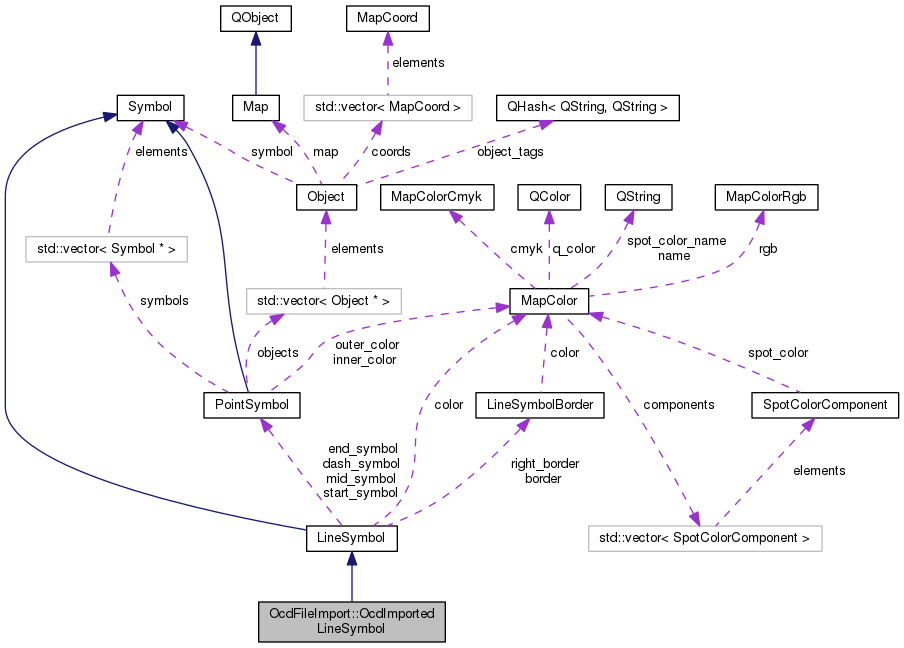 QObject
MapCoord
elements
Symbol
Map
std::vector< MapCoord >
QHash< QString, QString >
elements
symbol
map
coords
object_tags
Object
MapColorCmyk
QColor
QString
MapColorRgb
std::vector< Symbol * >
elements
cmyk
q_color
spot_color_name
name
rgb
symbols
std::vector< Object * >
MapColor
objects
outer_color
inner_color
color
spot_color
PointSymbol
color
LineSymbolBorder
components
SpotColorComponent
end_symbol
dash_symbol
mid_symbol
start_symbol
right_border
border
elements
LineSymbol
std::vector< SpotColorComponent >
OcdFileImport::OcdImported
LineSymbol